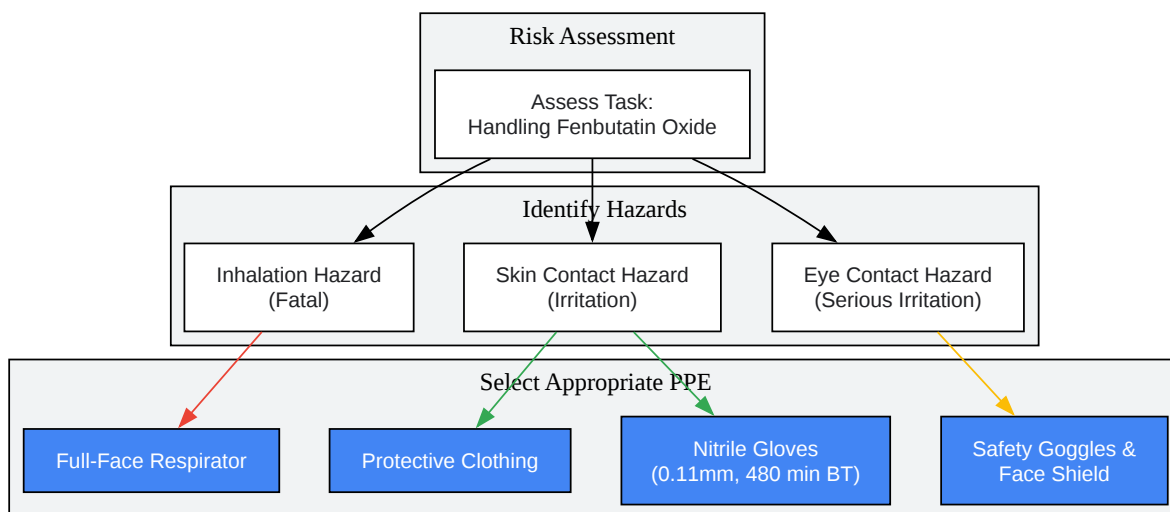 Risk Assessment
Assess Task:
Handling Fenbutatin Oxide
Identify Hazards
Inhalation Hazard
(Fatal)
Skin Contact Hazard
(Irritation)
Eye Contact Hazard
(Serious Irritation)
Select Appropriate PPE
Full-Face Respirator
Protective Clothing
Nitrile Gloves
(0.11mm, 480 min BT)
Safety Goggles &
Face Shield